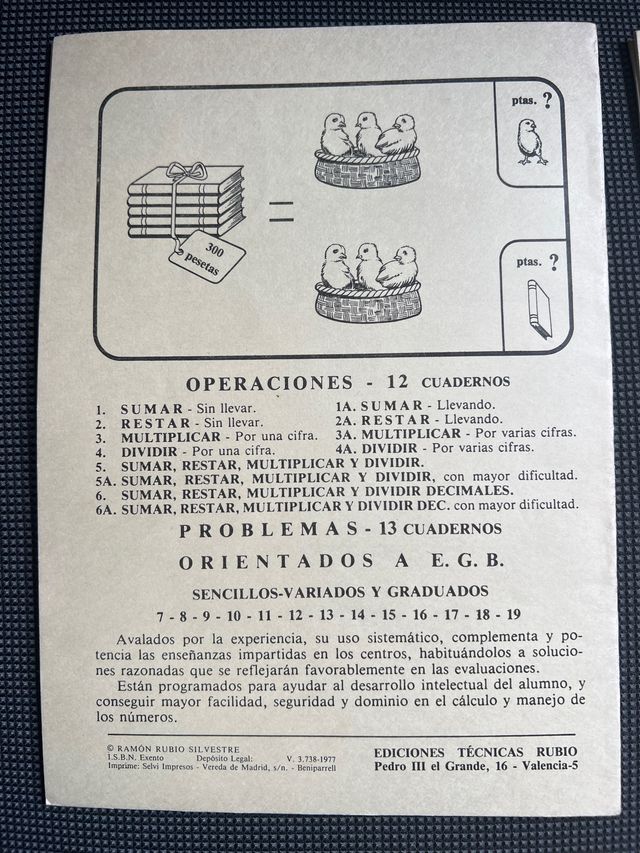 ptas. ?
=
300
pesetas
ptas. ?
OPERACIONES - 12 CUADERNOS
1. SUMAR - Sin llevar. 1A. SUMAR - Llevando.
2. RESTAR - Sin llevar. 2A. RESTAR - Llevando.
3. MULTIPLICAR - Por una cifra. 3A. MULTIPLICAR - Por varias cifras.
4. DIVIDIR - Por una cifra. 4A. DIVIDIR - Por varias cifras.
5. SUMAR, RESTAR, MULTIPLICAR Y DIVIDIR.
5A. SUMAR, RESTAR, MULTIPLICAR Y DIVIDIR, con mayor dificultad.
6. SUMAR, RESTAR, MULTIPLICAR Y DIVIDIR DECIMALES.
6A. SUMAR, RESTAR, MULTIPLICAR Y DIVIDIR DEC. con mayor dificultad.
PROBLEMAS - 13 CUADERNOS
ORIENTADOS A E.G.B.
SENCILLOS-VARIADOS Y GRADUADOS
7 - 8 - 9 - 10 - 11 - 12 - 13 - 14 - 15 - 16 - 17 - 18 - 19
Avalados por la experiencia, su uso sistemático, complementa y po-
tencia las enseñanzas impartidas en los centros, habituándolos a solucio-
nes razonadas que se reflejarán favorablemente en las evaluaciones.
Están programados para ayudar al desarrollo intelectual del alumno, y
conseguir mayor facilidad, seguridad y dominio en el cálculo y manejo de
los números.
© RAMÓN RUBIO SILVESTRE
I.S.B.N. Exento Depósito Legal: V. 3.738-1977
Imprime: Selvi Impresos - Vereda de Madrid, s/n. - Beniparrell
EDICIONES TÉCNICAS RUBIO
Pedro III el Grande, 16 - Valencia-5